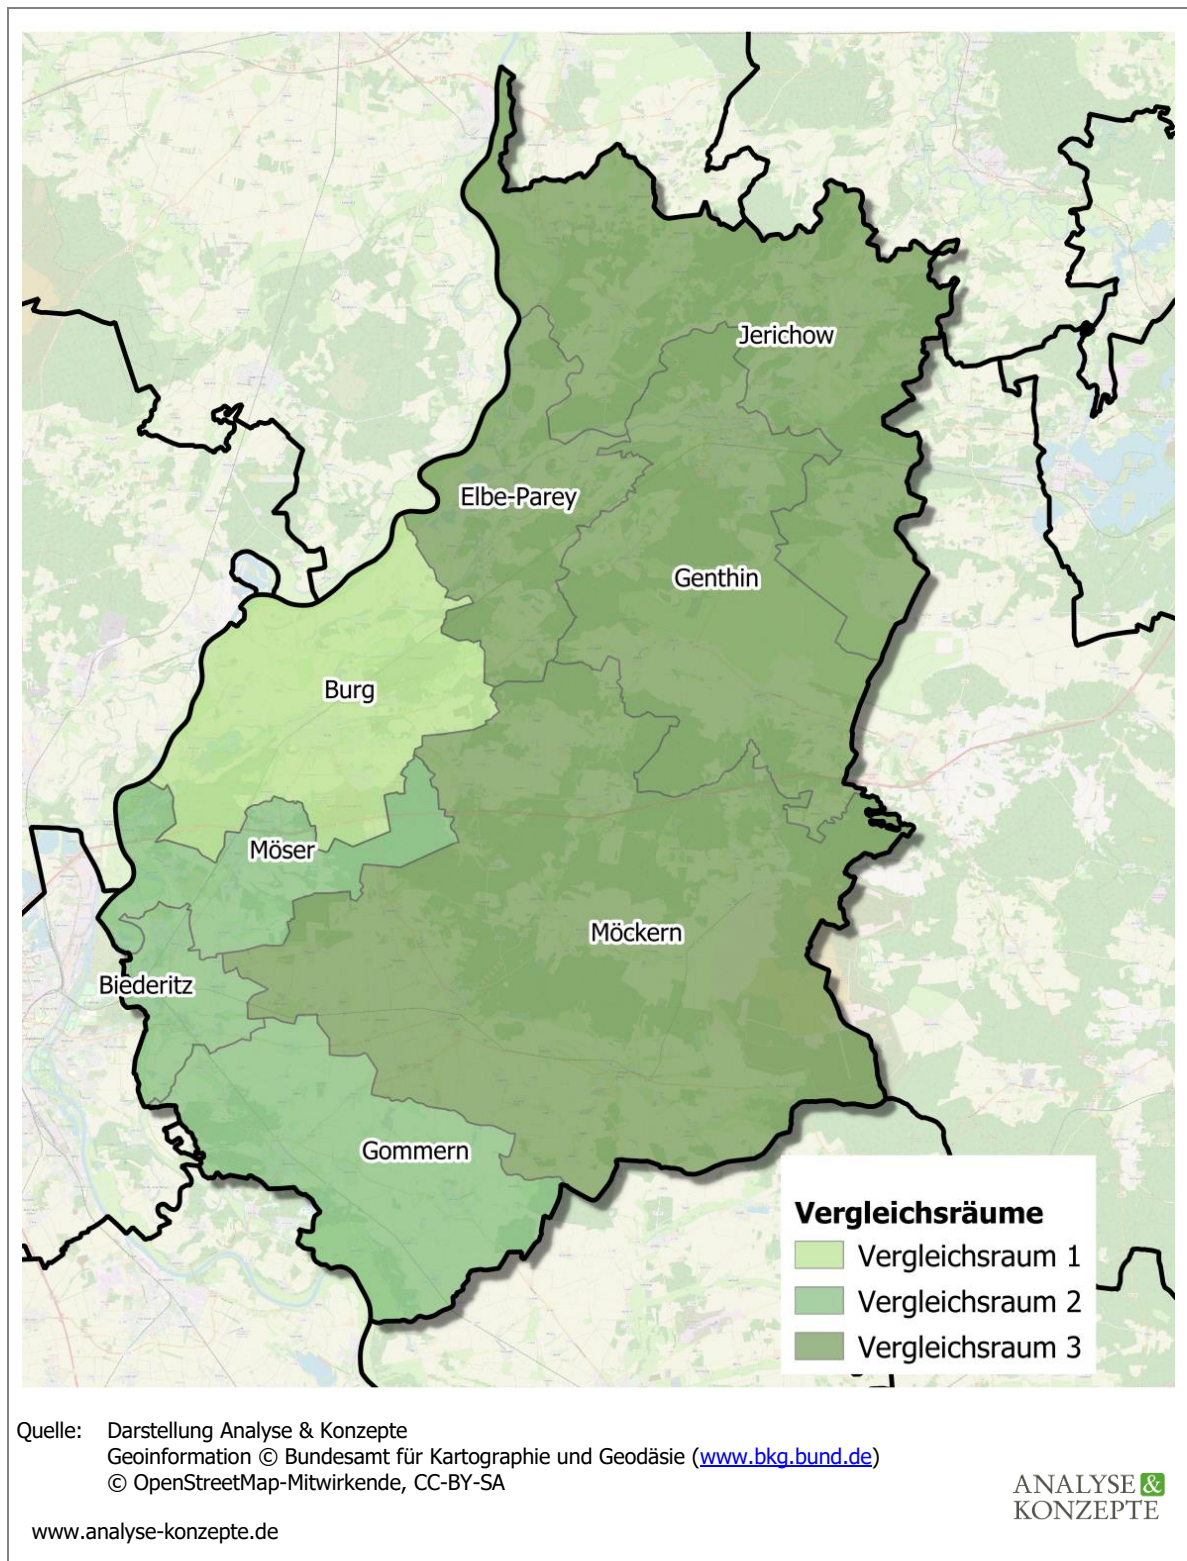 Jerichow
Elbe-Parey
Genthin
Burg
Möser
Möckern
Biederitz
Gommern
Vergleichsräume
Vergleichsraum 1
Vergleichsraum 2
Vergleichsraum 3
Quelle: Darstellung Analyse & Konzepte
Geoinformation © Bundesamt für Kartographie und Geodäsie (www.bkg.bund.de)
© OpenStreetMap-Mitwirkende, CC-BY-SA
ANALYSE &
KONZEPTE
www.analyse-konzepte.de